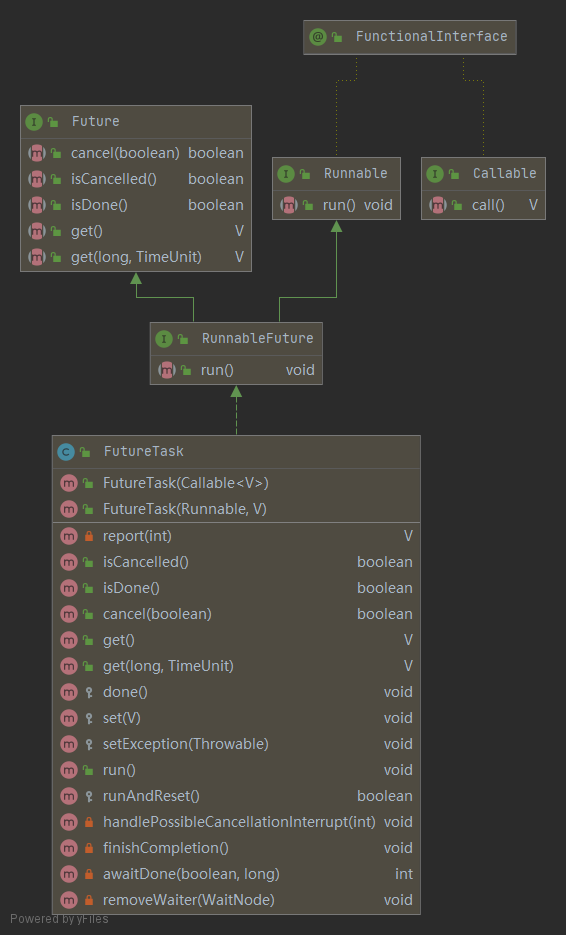 FunctionalInterface
Future
cancel(boolean) boolean
isCancelled() boolean
isDone() boolean
get() V
get(long, TimeUnit) V
Runnable
run() void
Callable
call() V
RunnableFuture
run() void
FutureTask
FutureTask(Callable<V>)
FutureTask(Runnable, V)
report(int) V
isCancelled() boolean
isDone() boolean
cancel(boolean) boolean
get() V
get(long, TimeUnit) V
done() void
set(V) void
setException(Throwable) void
run() void
runAndReset() boolean
handlePossibleCancellationInterrupt(int) void
finishCompletion() void
awaitDone(boolean, long) int
removeWaiter(WaitNode) void
Powered by yFiles